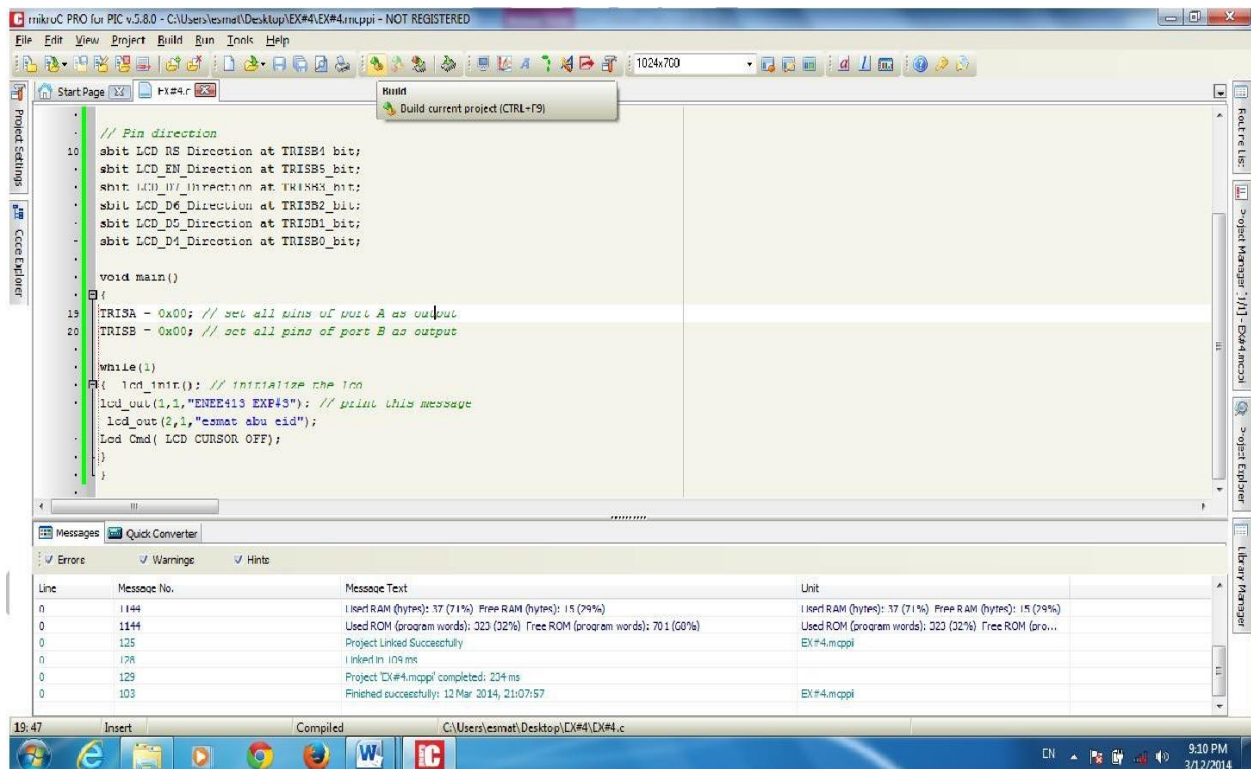 mikroC PRO for PIC v.5.8.0 - C:\Users\esmat\Desktop\EX#4\EX#4.mcppi - NOT REGISTERED
File Edit View Project Build Run Tools Help
1024x760
Start Page EX#4.c
Build
Build current project (CTRL+F9)
// Pin direction
10 sbit LCD_RS_Direction at TRISB4_bit;
sbit LCD_EN_Direction at TRISB5_bit;
sbit LCD_D7_Direction at TRISB3_bit;
sbit LCD_D6_Direction at TRISB2_bit;
sbit LCD_D5_Direction at TRISB1_bit;
sbit LCD_D4_Direction at TRISB0_bit;
void main()
{
19 TRISA = 0x00; // set all pins of port A as output
20 TRISB = 0x00; // set all pins of port B as output
while(1)
{ lcd_init(); // initialize the lcd
lcd_out(1,1,"ENEE413 EXP#3"); // print this message
lcd_out(2,1,"esmat abu eid");
Lcd_Cmd(_LCD_CURSOR_OFF);
}
}
Project Settings
Code Explorer
Routine List
Project Manager [1/1] - EX#4.mcppi
Project Explorer
Library Manager
Messages Quick Converter
Errors Warnings Hints
Line Message No. Message Text Unit
0 1144 Used RAM (bytes): 37 (71%) Free RAM (bytes): 15 (29%) Used RAM (bytes): 37 (71%) Free RAM (bytes): 15 (29%)
0 1144 Used ROM (program words): 323 (32%) Free ROM (program words): 701 (68%) Used ROM (program words): 323 (32%) Free ROM (pro...
0 125 Project Linked Successfully EX#4.mcppi
0 128 Linked in 109 ms
0 129 Project 'EX#4.mcppi' completed: 234 ms
0 103 Finished successfully: 12 Mar 2014, 21:07:57 EX#4.mcppi
19:47 Insert Compiled C:\Users\esmat\Desktop\EX#4\EX#4.c
EN 9:10 PM
3/12/2014